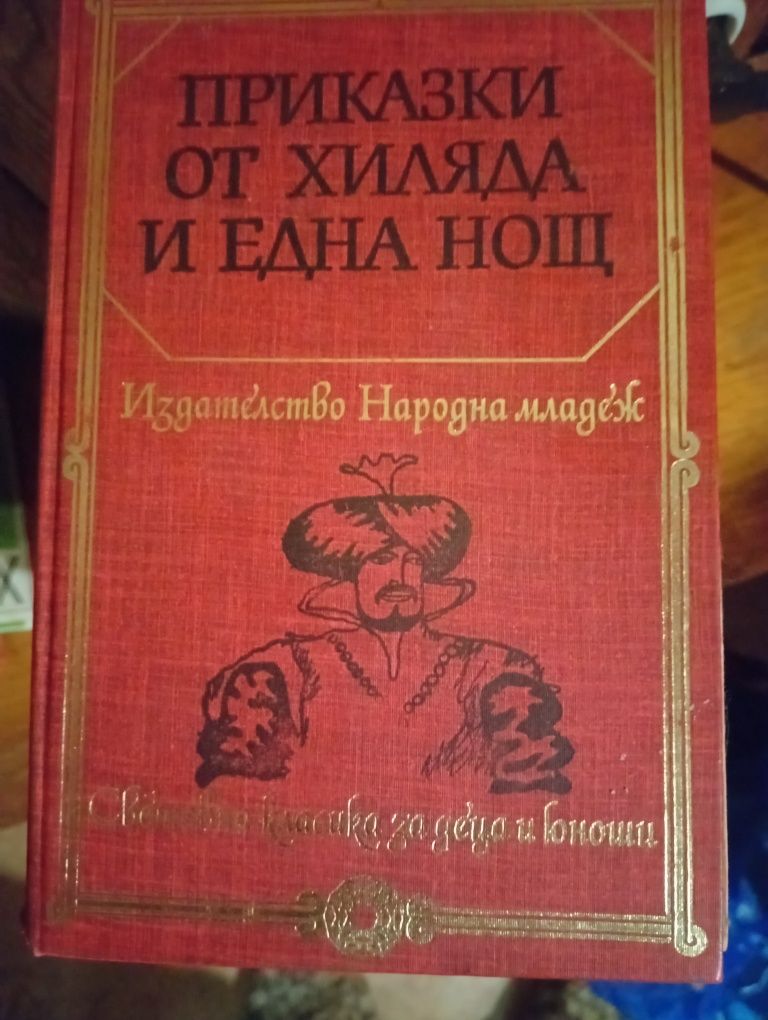 ПРИКАЗКИ
ОТ ХИЛЯДА
И ЕДНА НОЩ
Издателство Народна младеж
Световна класика за деца и юноши
X